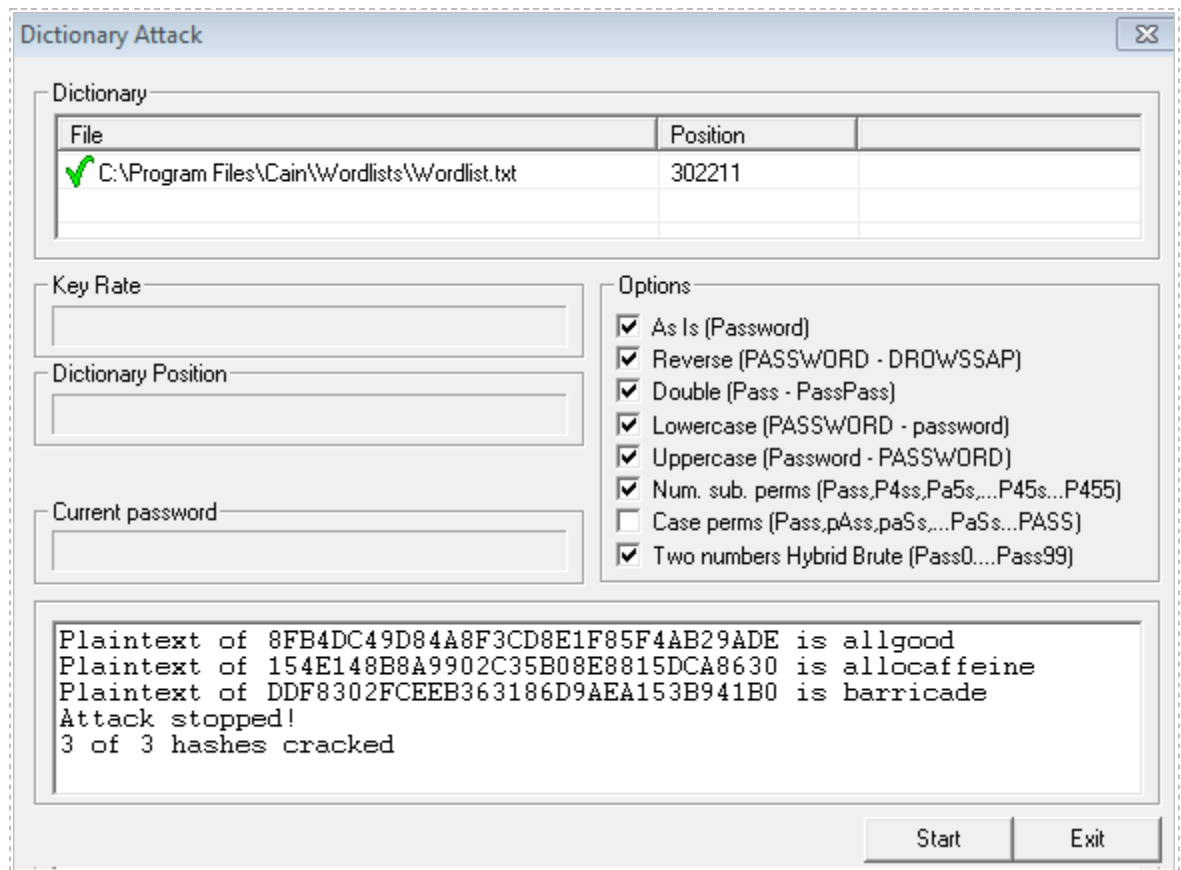 Dictionary Attack
Dictionary
File Position
C:\Program Files\Cain\Wordlists\Wordlist.txt 302211
Key Rate
Dictionary Position
Current password
Options
As Is (Password)
Reverse (PASSWORD - DROWSSAP)
Double (Pass - PassPass)
Lowercase (PASSWORD - password)
Uppercase (Password - PASSWORD)
Num. sub. perms (Pass,P4ss,Pa5s,...P45s...P455)
Case perms (Pass,pAss,paSs,...PaSs...PASS)
Two numbers Hybrid Brute (Pass0....Pass99)
Plaintext of 8FB4DC49D84A8F3CD8E1F85F4AB29ADE is allgood
Plaintext of 154E148B8A9902C35B08E8815DCA8630 is allocaffeine
Plaintext of DDF8302FCEEB363186D9AEA153B941B0 is barricade
Attack stopped!
3 of 3 hashes cracked
Start Exit